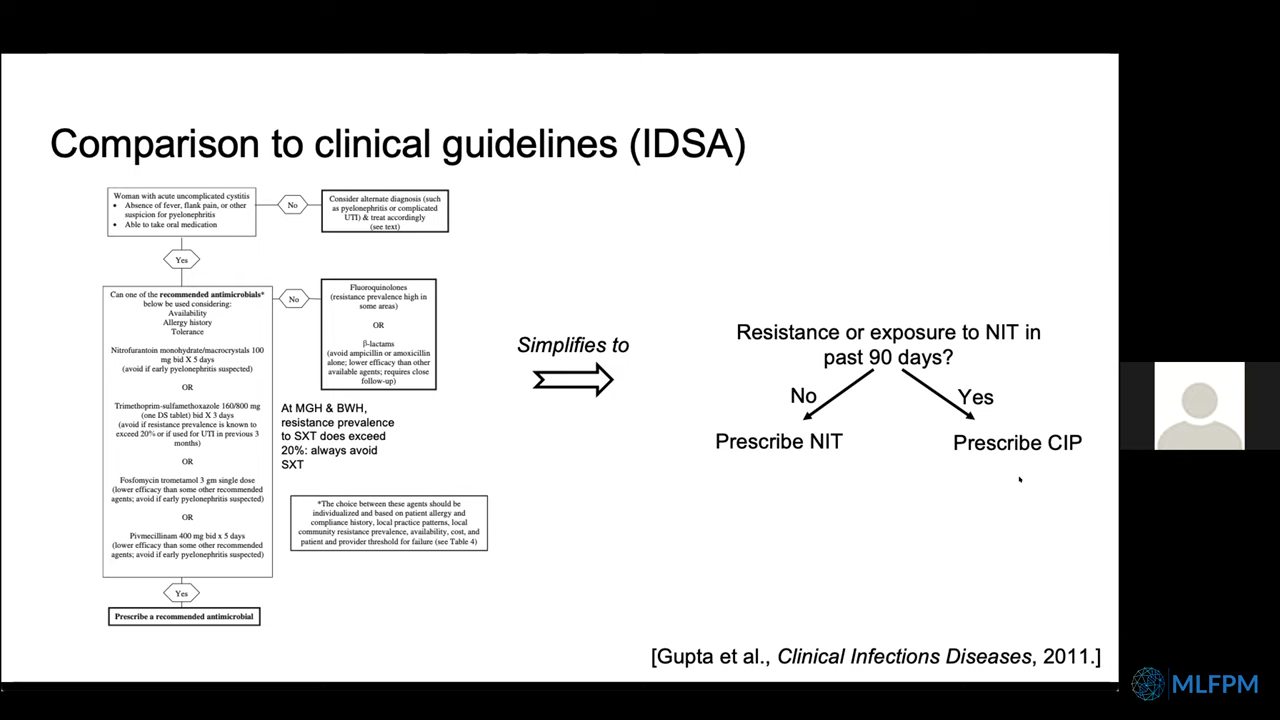 Comparison to clinical guidelines (IDSA)
Woman with acute uncomplicated cystitis
• Absence of fever, flank pain, or other
suspicion for pyelonephritis
• Able to take oral medication
No
Consider alternate diagnosis (such
as pyelonephritis or complicated
UTI) & treat accordingly
(see text)
Yes
Can one of the recommended antimicrobials*
below be used considering:
Availability
Allergy history
Tolerance
Nitrofurantoin monohydrate/macrocrystals 100
mg bid X 5 days
(avoid if early pyelonephritis suspected)
OR
Trimethoprim-sulfamethoxazole 160/800 mg
(one DS tablet) bid X 3 days
(avoid if resistance prevalence is known to
exceed 20% or if used for UTI in previous 3
months)
OR
Fosfomycin trometamol 3 gm single dose
(lower efficacy than some other recommended
agents; avoid if early pyelonephritis suspected)
OR
Pivmecillinam 400 mg bid x 5 days
(lower efficacy than some other recommended
agents; avoid if early pyelonephritis suspected)
No
Fluoroquinolones
(resistance prevalence high in
some areas)
OR
β-lactams
(avoid ampicillin or amoxicillin
alone; lower efficacy than other
available agents; requires close
follow-up)
At MGH & BWH,
resistance prevalence
to SXT does exceed
20%: always avoid
SXT
*The choice between these agents should be
individualized and based on patient allergy and
compliance history, local practice patterns, local
community resistance prevalence, availability, cost, and
patient and provider threshold for failure (see Table 4)
Yes
Prescribe a recommended antimicrobial
Simplifies to
Resistance or exposure to NIT in
past 90 days?
No
Yes
Prescribe NIT
Prescribe CIP
[Gupta et al., Clinical Infections Diseases, 2011.]
MLFPM